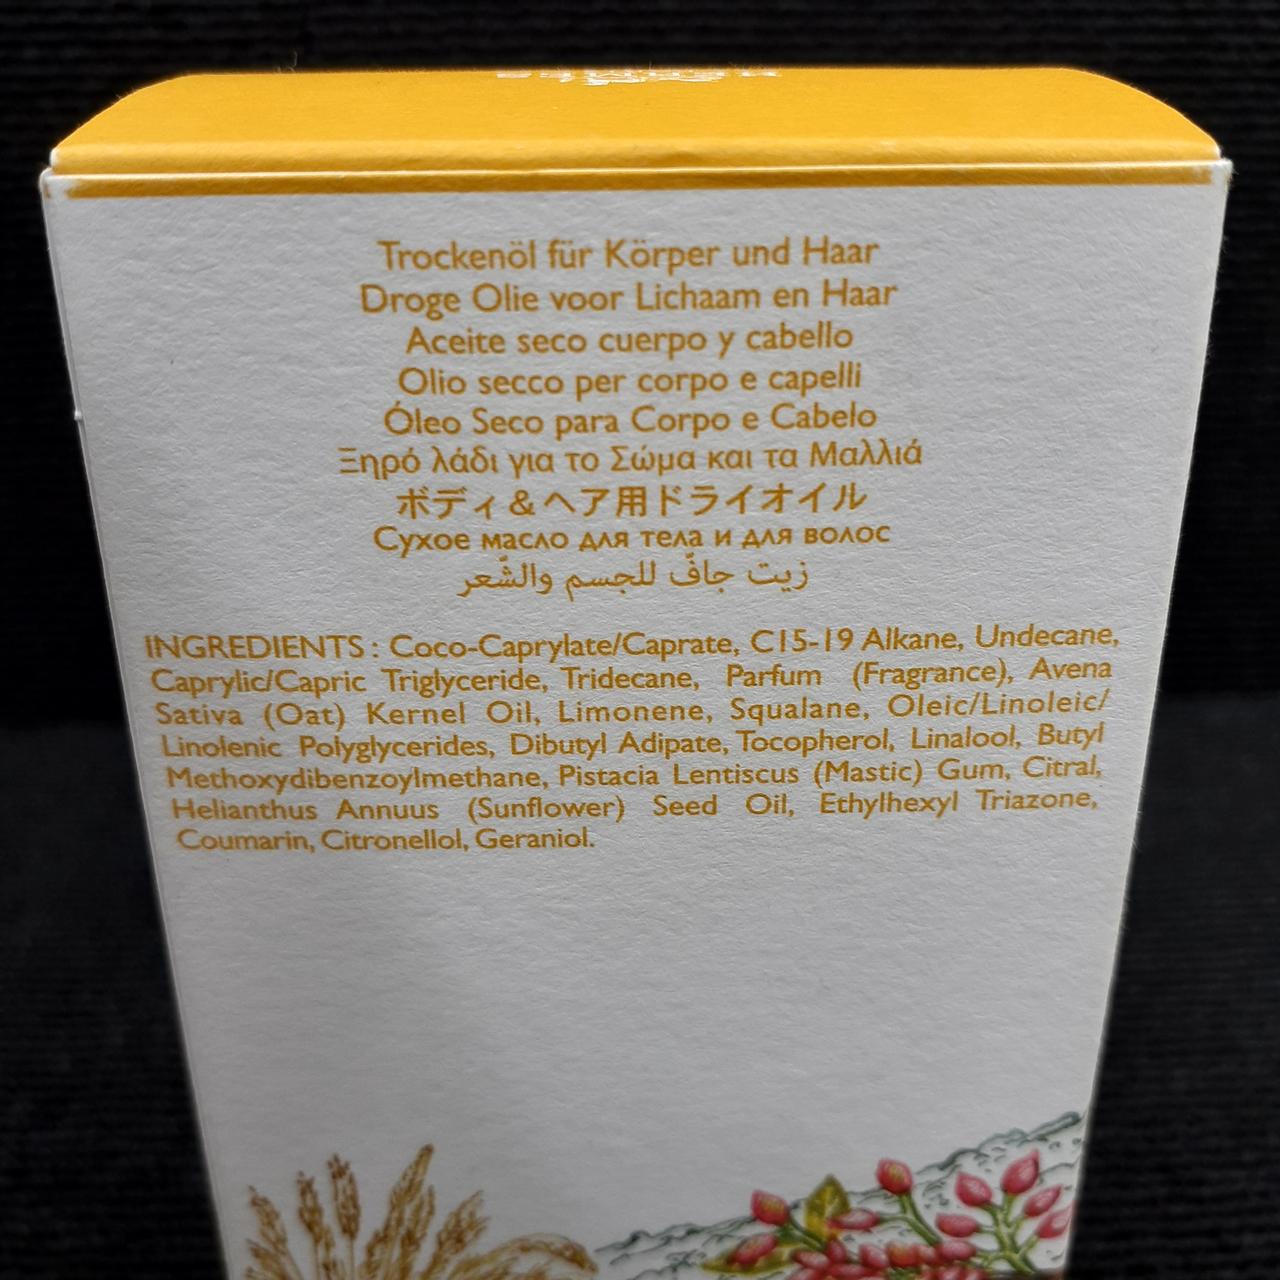 Trockenöl für Körper und Haar
Droge Olie voor Lichaam en Haar
Aceite seco cuerpo y cabello
Olio secco per corpo e capelli
Óleo Seco para Corpo e Cabelo
Ξηρό λάδι για το Σώμα και τα Μαλλιά
ボディ&ヘア用ドライオイル
Сухое масло для тела и для волос
زيت جافّ للجسم والشّعر
INGREDIENTS : Coco-Caprylate/Caprate, C15-19 Alkane, Undecane,
Caprylic/Capric Triglyceride, Tridecane, Parfum (Fragrance), Avena
Sativa (Oat) Kernel Oil, Limonene, Squalane, Oleic/Linoleic/
Linolenic Polyglycerides, Dibutyl Adipate, Tocopherol, Linalool, Butyl
Methoxydibenzoylmethane, Pistacia Lentiscus (Mastic) Gum, Citral,
Helianthus Annuus (Sunflower) Seed Oil, Ethylhexyl Triazone,
Coumarin, Citronellol, Geraniol.